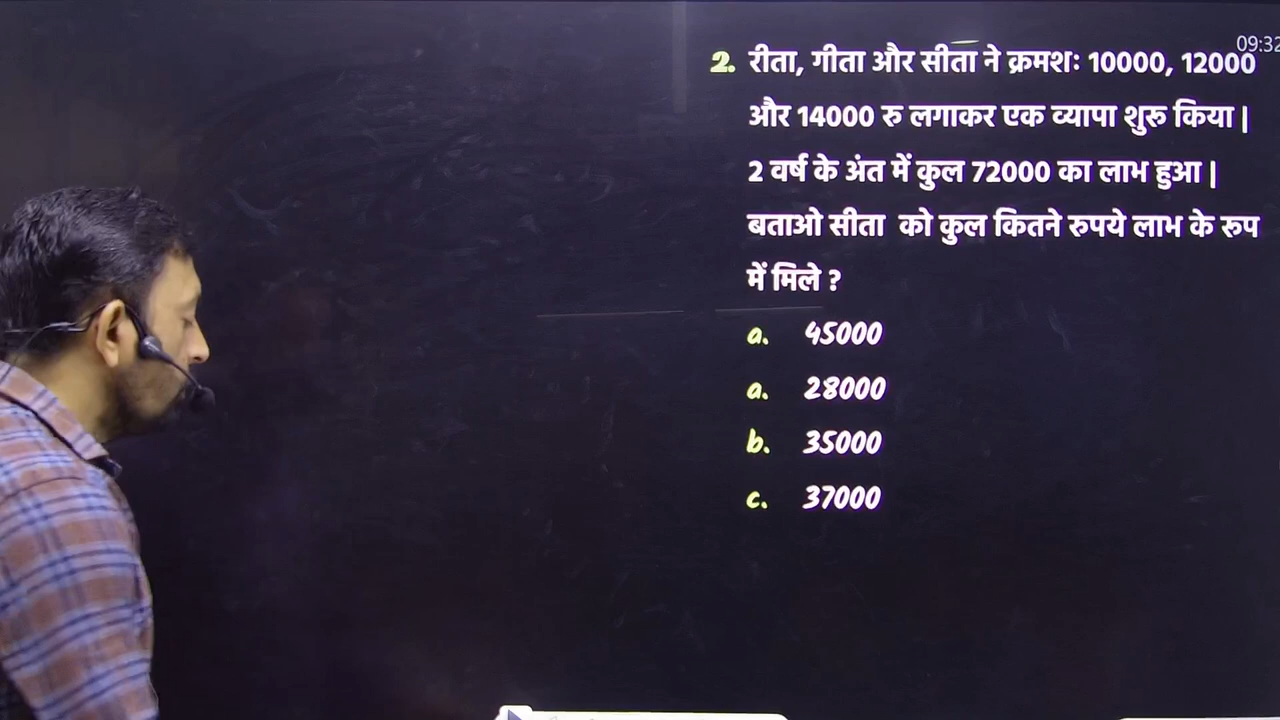 09:32
2. रीता, गीता और सीता ने क्रमशः 10000, 12000
और 14000 रु लगाकर एक व्यापा शुरू किया |
2 वर्ष के अंत में कुल 72000 का लाभ हुआ |
बताओ सीता को कुल कितने रुपये लाभ के रूप
में मिले ?
a. 45000
a. 28000
b. 35000
c. 37000